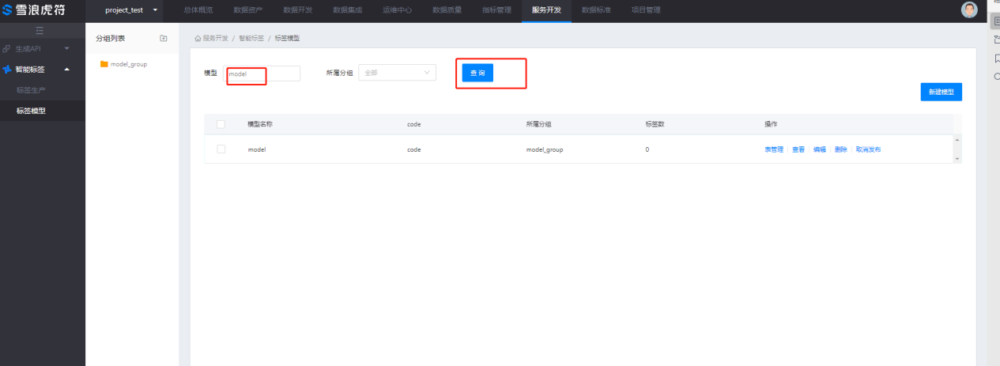 雪浪虎符 project_test 总体概览 数据资产 数据开发 数据集成 运维中心 数据质量 指标管理 服务开发 数据标准 项目管理
分组列表
服务开发 / 智能标签 / 标签模型
生成API
智能标签
标签生产
标签模型
model_group
模型 model 所属分组 全部 查 询
新建模型
模型名称 code 所属分组 标签数 操作
model code model_group 0 表管理 查看 编辑 删除 取消发布